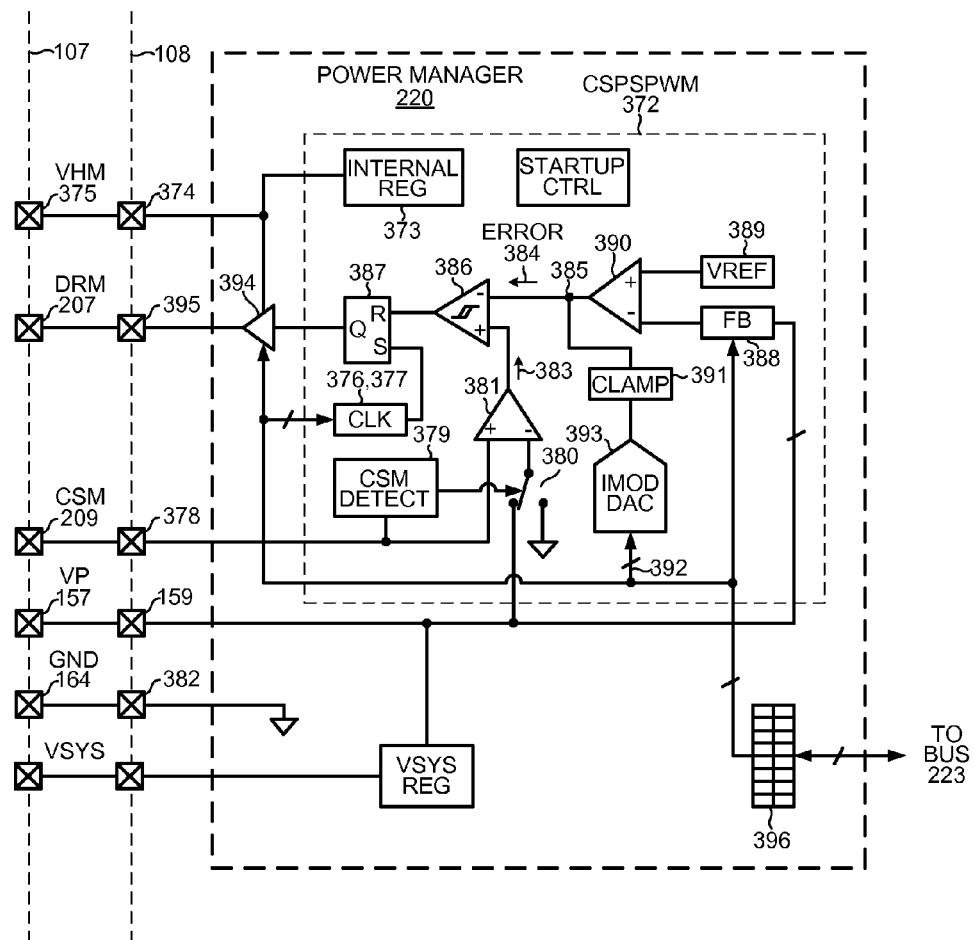 107
108
POWER MANAGER
220
CSPSPWM
372
VHM
375
374
INTERNAL
REG
373
STARTUP
CTRL
ERROR
384
385
390
389
VREF
DRM
207
395
394
387
R
Q
S
386
-
+
+
-
FB
388
376,377
CLK
383
381
+
-
CLAMP
391
379
CSM
DETECT
380
393
IMOD
DAC
CSM
209
378
392
VP
157
159
GND
164
382
VSYS
VSYS
REG
396
TO
BUS
223